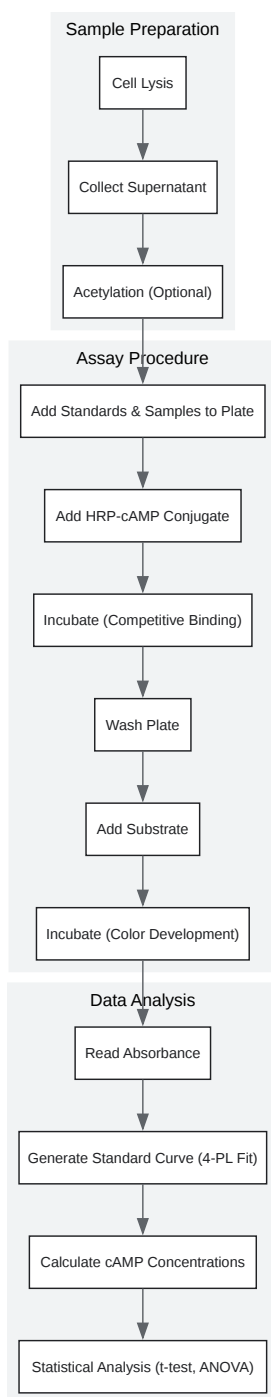 Sample Preparation
Cell Lysis
Collect Supernatant
Acetylation (Optional)
Assay Procedure
Add Standards & Samples to Plate
Add HRP-cAMP Conjugate
Incubate (Competitive Binding)
Wash Plate
Add Substrate
Incubate (Color Development)
Data Analysis
Read Absorbance
Generate Standard Curve (4-PL Fit)
Calculate cAMP Concentrations
Statistical Analysis (t-test, ANOVA)